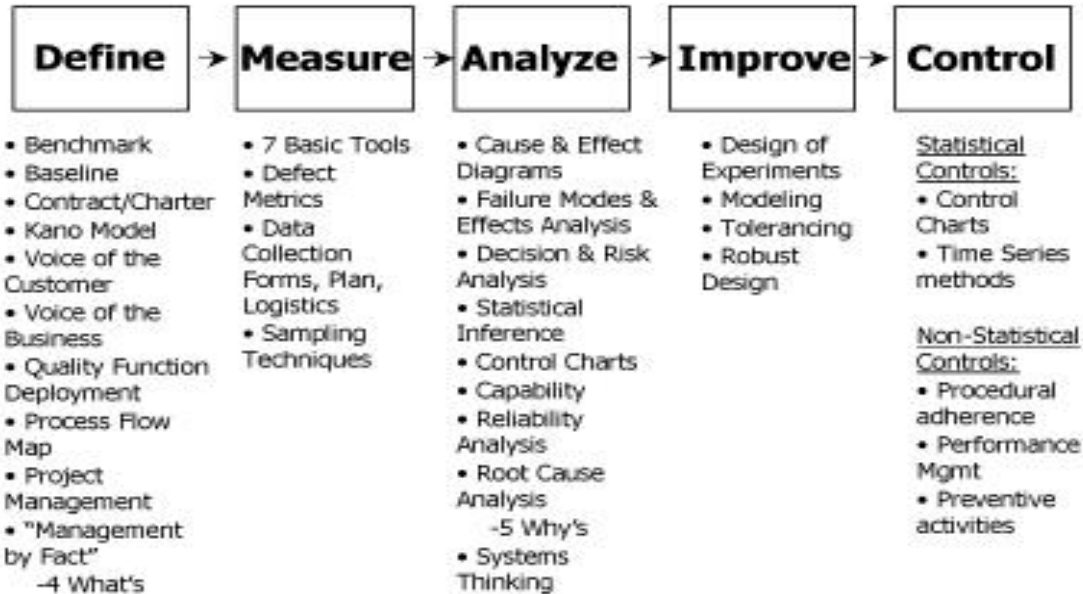 Define
Measure
Analyze
Improve
Control
• Benchmark
• Baseline
• Contract/Charter
• Kano Model
• Voice of the
Customer
• Voice of the
Business
• Quality Function
Deployment
• Process Flow
Map
• Project
Management
• “Management
by Fact”
-4 What's
• 7 Basic Tools
• Defect
Metrics
• Data
Collection
Forms, Plan,
Logistics
• Sampling
Techniques
• Cause & Effect
Diagrams
• Failure Modes &
Effects Analysis
• Decision & Risk
Analysis
• Statistical
Inference
• Control Charts
• Capability
• Reliability
Analysis
• Root Cause
Analysis
-5 Why's
• Systems
Thinking
• Design of
Experiments
• Modeling
• Tolerancing
• Robust
Design
Statistical
Controls:
• Control
Charts
• Time Series
methods
Non-Statistical
Controls:
• Procedural
adherence
• Performance
Mgmt
• Preventive
activities